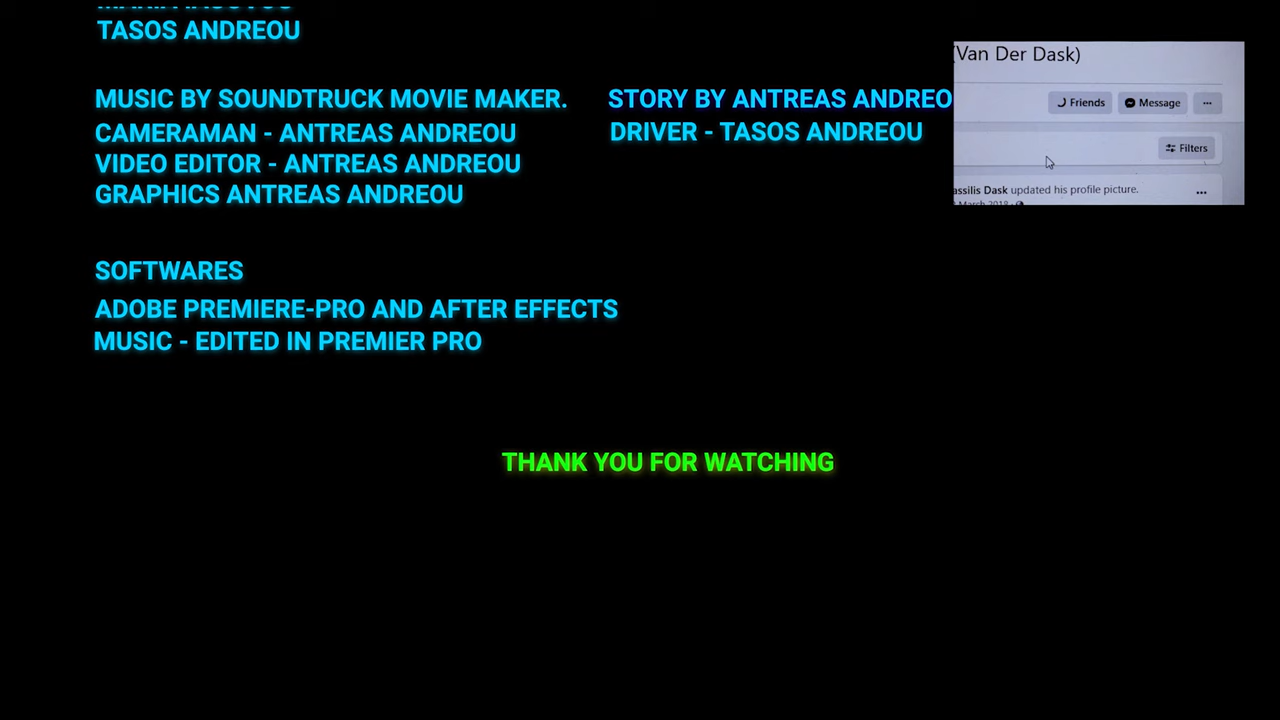 TASOS ANDREOU
MUSIC BY SOUNDTRUCK MOVIE MAKER.
CAMERAMAN - ANTREAS ANDREOU
VIDEO EDITOR - ANTREAS ANDREOU
GRAPHICS ANTREAS ANDREOU
STORY BY ANTREAS ANDREO
DRIVER - TASOS ANDREOU
SOFTWARES
ADOBE PREMIERE-PRO AND AFTER EFFECTS
MUSIC - EDITED IN PREMIER PRO
THANK YOU FOR WATCHING
(Van Der Dask)
Friends
Message
Filters
assilis Dask updated his profile picture.
March 2018